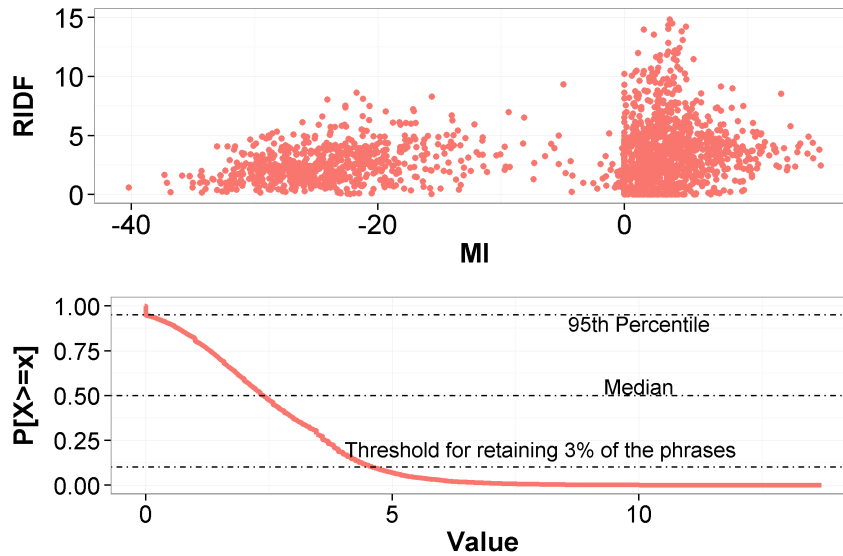 15
10
5
0
RIDF
-40
-20
0
MI
1.00
0.75
0.50
0.25
0.00
P[X>=x]
95th Percentile
Median
Threshold for retaining 3% of the phrases
0
5
10
Value